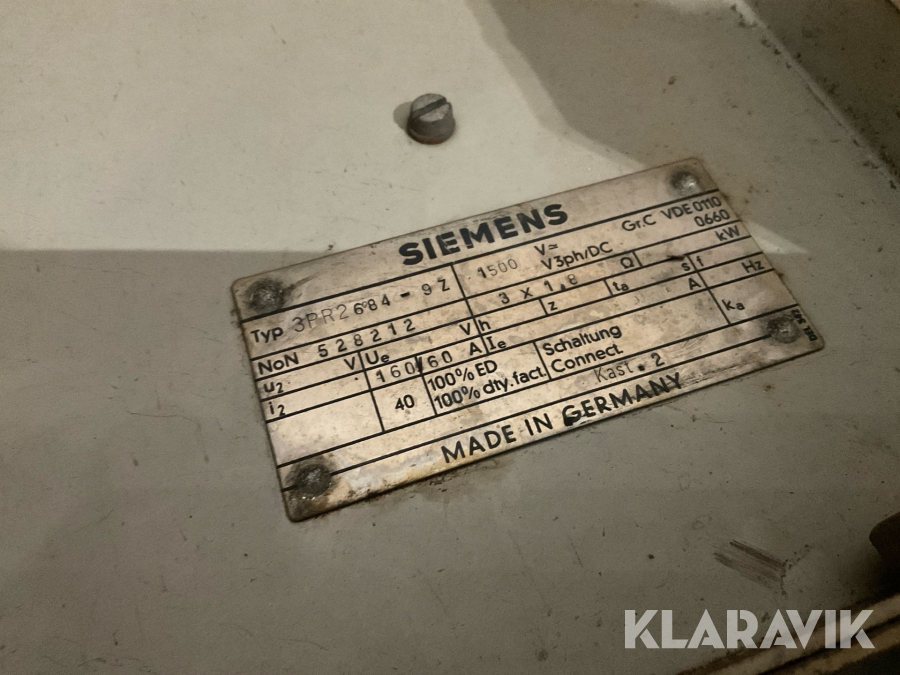 SIEMENS
Typ 3PR2684-9Z 1500 V≃ Gr.C VDE 0110
V3ph/DC 0660
NoN 528212 3 X 1,8 Ω kW
u₂ V Ue V h z ta s f Hz
i₂ 160/60 A Ie A ka
40 100% ED Schaltung
100% dty.fact. Connect. Kast. 2
MADE IN GERMANY
KLARAVIK